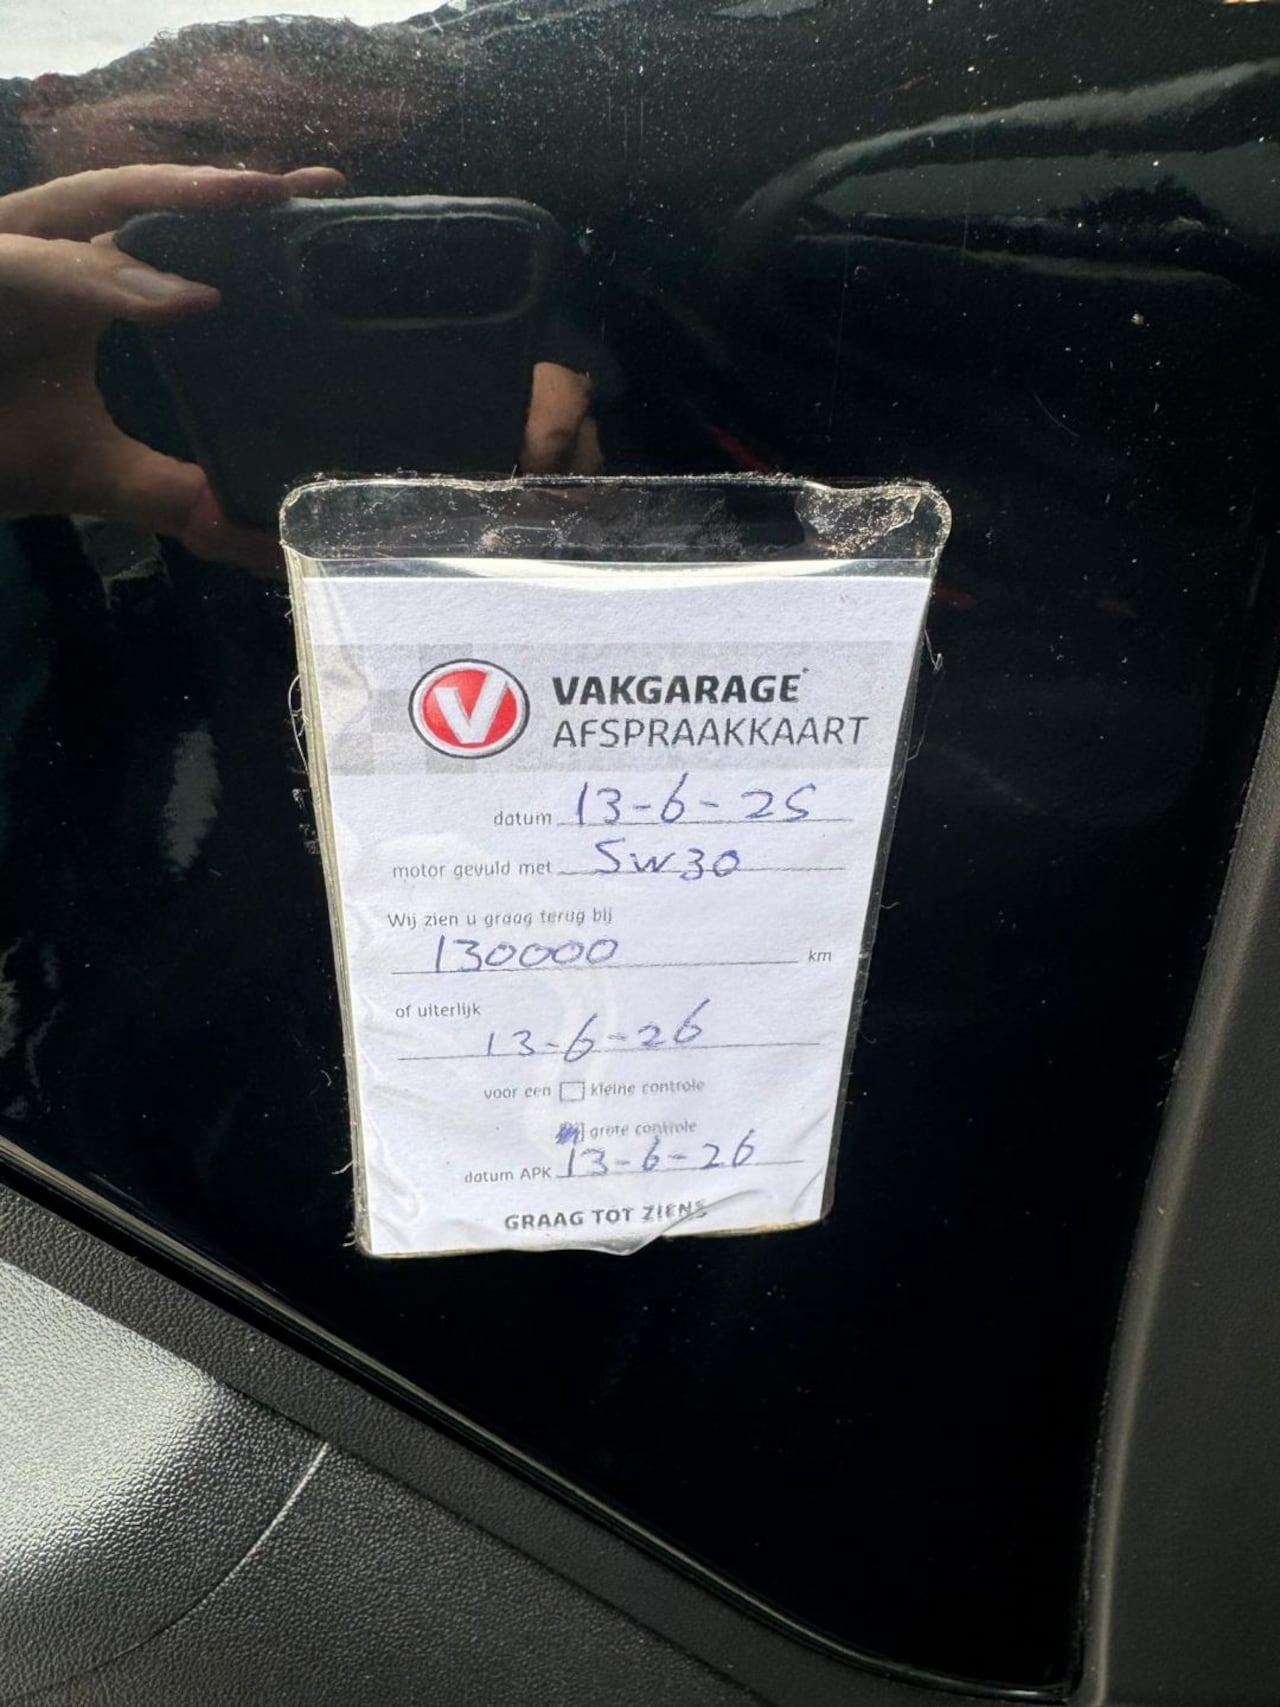 V VAKGARAGE
AFSPRAAKKAART
datum 13-6-25
motor gevuld met 5w30
Wij zien u graag terug bij
130000 km
of uiterlijk
13-6-26
voor een kleine controle
grote controle
datum APK 13-6-26
GRAAG TOT ZIENS